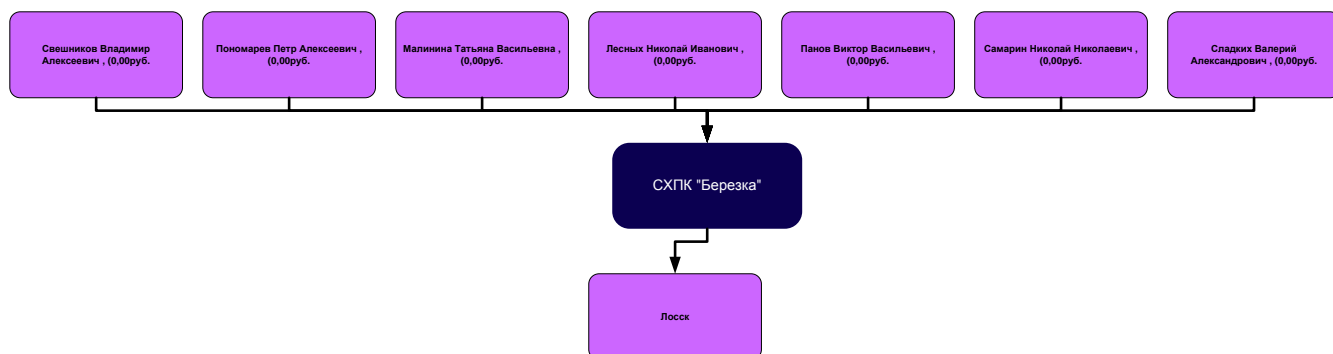 Свешников Владимир
Алексеевич , (0,00руб.
Пономарев Петр Алексеевич ,
(0,00руб.
Малинина Татьяна Васильевна ,
(0,00руб.
Лесных Николай Иванович ,
(0,00руб.
Панов Виктор Васильевич ,
(0,00руб.
Самарин Николай Николаевич ,
(0,00руб.
Сладких Валерий
Александрович , (0,00руб.
СХПК "Березка"
Лосск